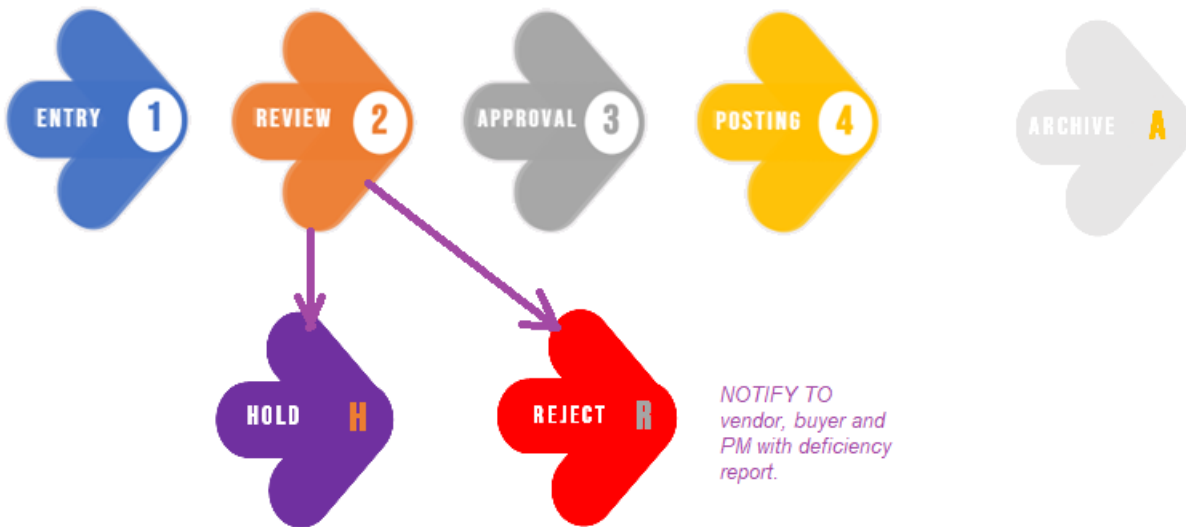 ENTRY 1
REVIEW 2
APPROVAL 3
POSTING 4
ARCHIVE A
HOLD H
REJECT R
NOTIFY TO
vendor, buyer and
PM with deficiency
report.